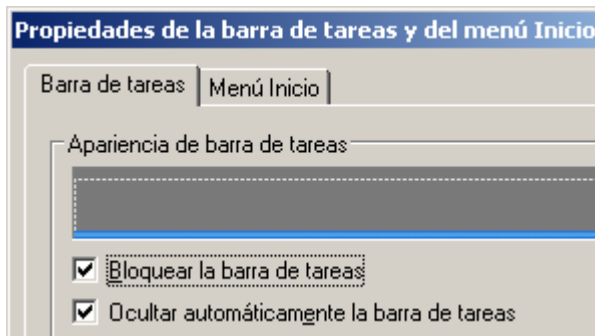 Propiedades de la barra de tareas y del menú Inicio
Barra de tareas Menú Inicio
Apariencia de barra de tareas
Bloquear la barra de tareas
Ocultar automáticamente la barra de tareas